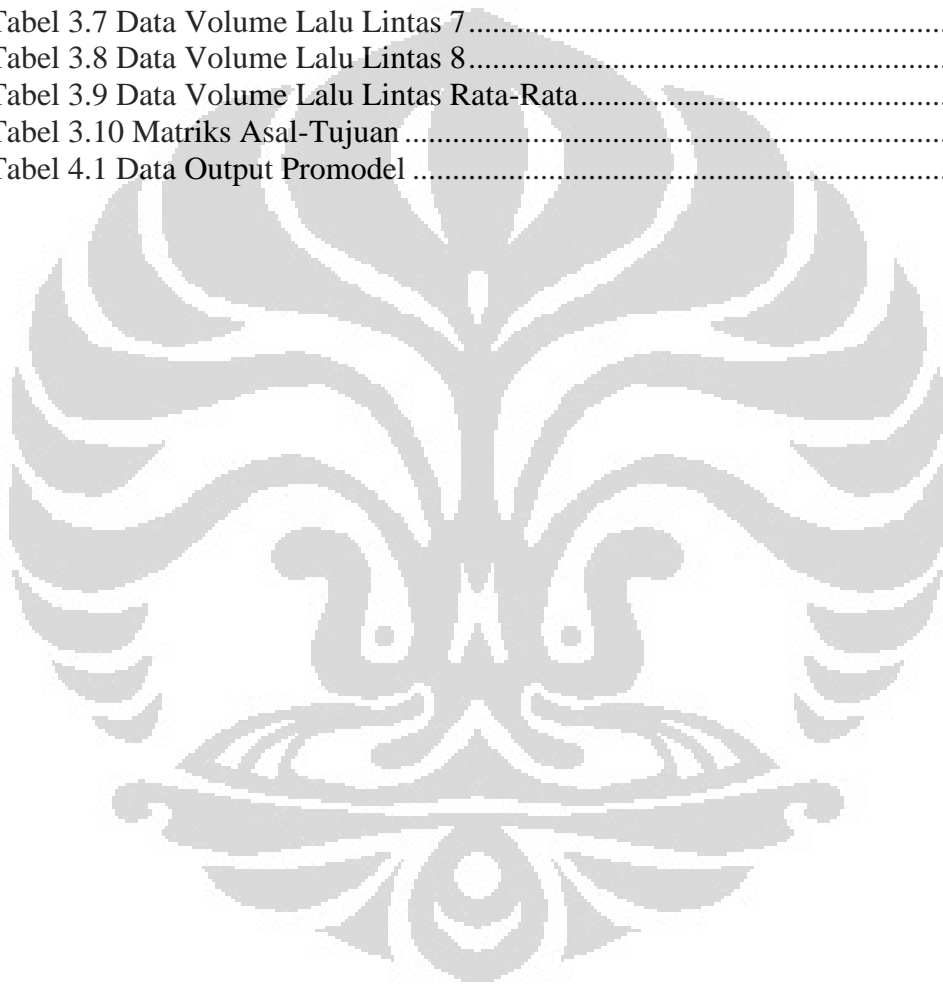 Tabel 3.7 Data Volume Lalu Lintas 7........................................................................
Tabel 3.8 Data Volume Lalu Lintas 8........................................................................
Tabel 3.9 Data Volume Lalu Lintas Rata-Rata........................................................
Tabel 3.10 Matriks Asal-Tujuan................................................................................
Tabel 4.1 Data Output Promodel ..............................................................................